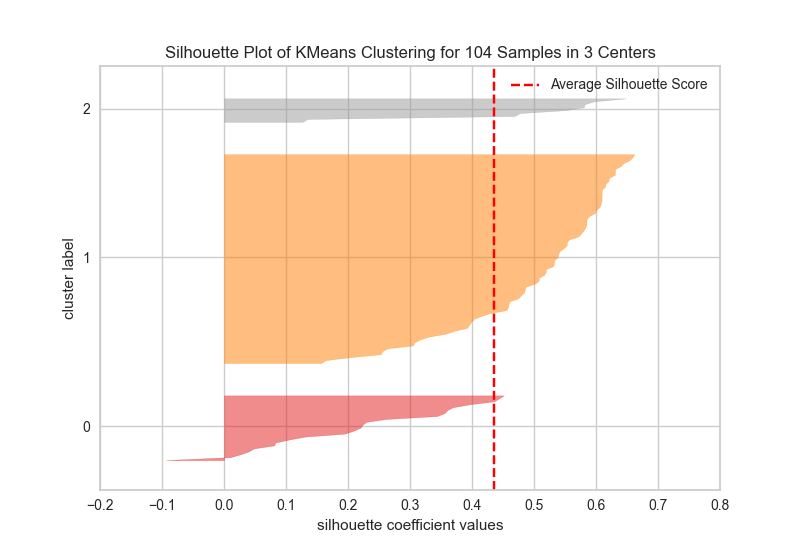 Silhouette Plot of KMeans Clustering for 104 Samples in 3 Centers
Average Silhouette Score
2
1
0
cluster label
−0.2 −0.1 0.0 0.1 0.2 0.3 0.4 0.5 0.6 0.7 0.8
silhouette coefficient values